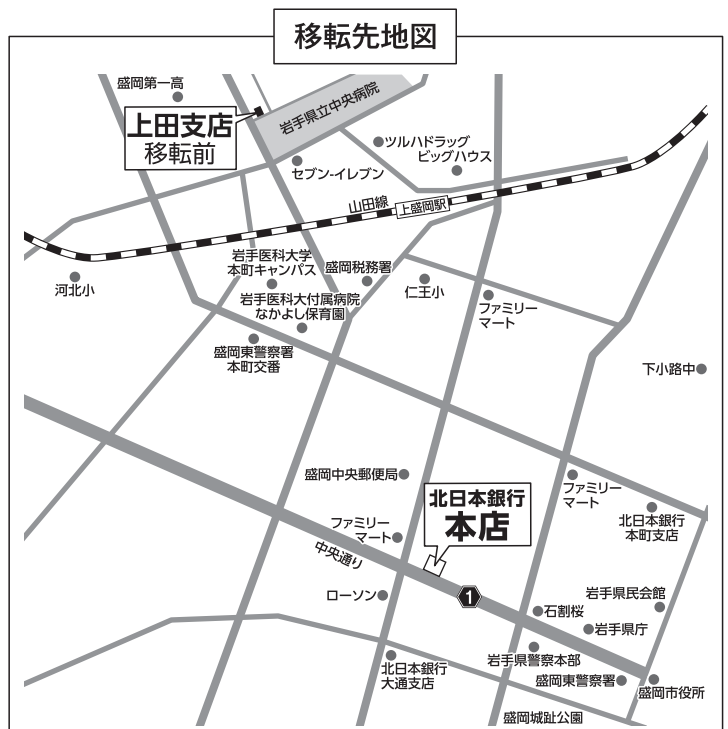 移転先地図
盛岡第一高
岩手県立中央病院
上田支店
移転前
ツルハドラッグ
ビッグハウス
セブン-イレブン
山田線
上盛岡駅
岩手医科大学
本町キャンパス
盛岡税務署
河北小
仁王小
岩手医科大付属病院
なかよし保育園
ファミリー
マート
盛岡東警察署
本町交番
下小路中
盛岡中央郵便局
北日本銀行
本店
ファミリー
マート
北日本銀行
本町支店
ファミリー
マート
中央通り
1
ローソン
岩手県民会館
石割桜
岩手県庁
岩手県警察本部
北日本銀行
大通支店
盛岡東警察署
盛岡市役所
盛岡城趾公園